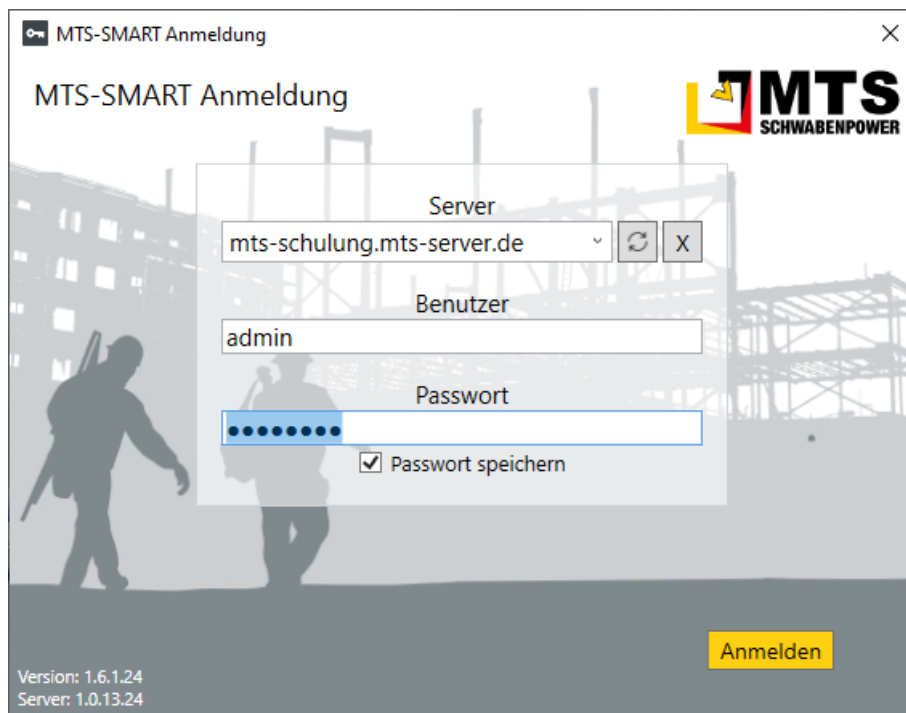 MTS-SMART Anmeldung
MTS-SMART Anmeldung
MTS
SCHWABENPOWER
Server
mts-schulung.mts-server.de
X
Benutzer
admin
Passwort
Passwort speichern
Anmelden
Version: 1.6.1.24
Server: 1.0.13.24